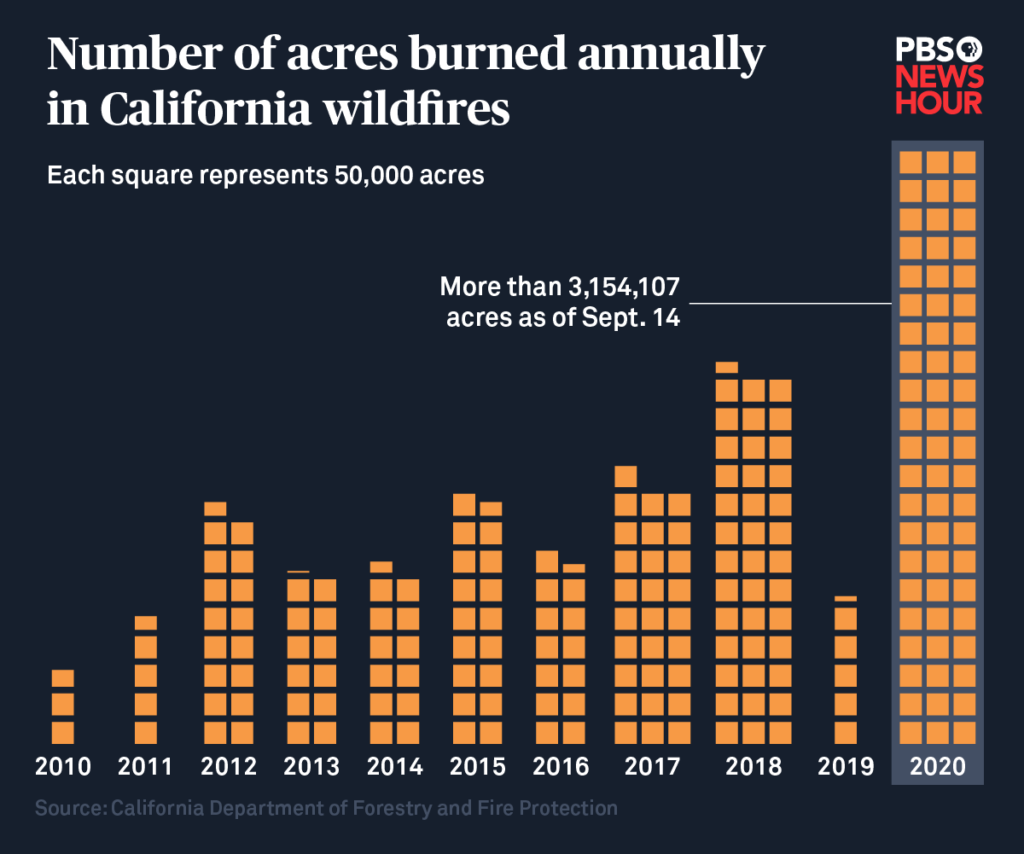 Number of acres burned annually
in California wildfires
PBS
NEWS
HOUR
Each square represents 50,000 acres
More than 3,154,107
acres as of Sept. 14
2010 2011 2012 2013 2014 2015 2016 2017 2018 2019 2020
Source: California Department of Forestry and Fire Protection